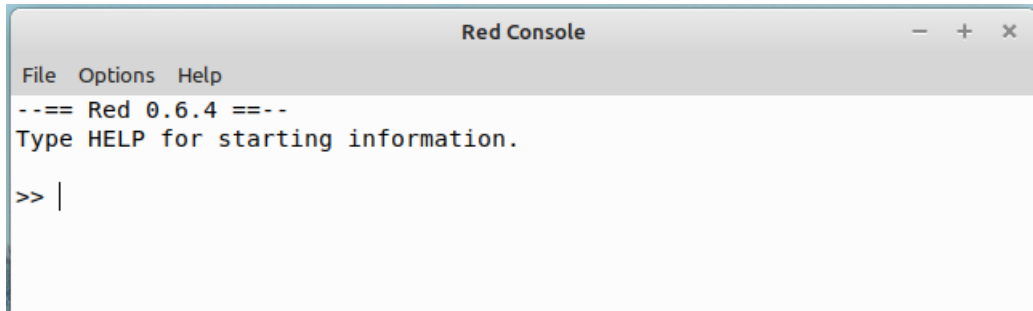 Red Console
File Options Help
--== Red 0.6.4 ==--
Type HELP for starting information.
>>